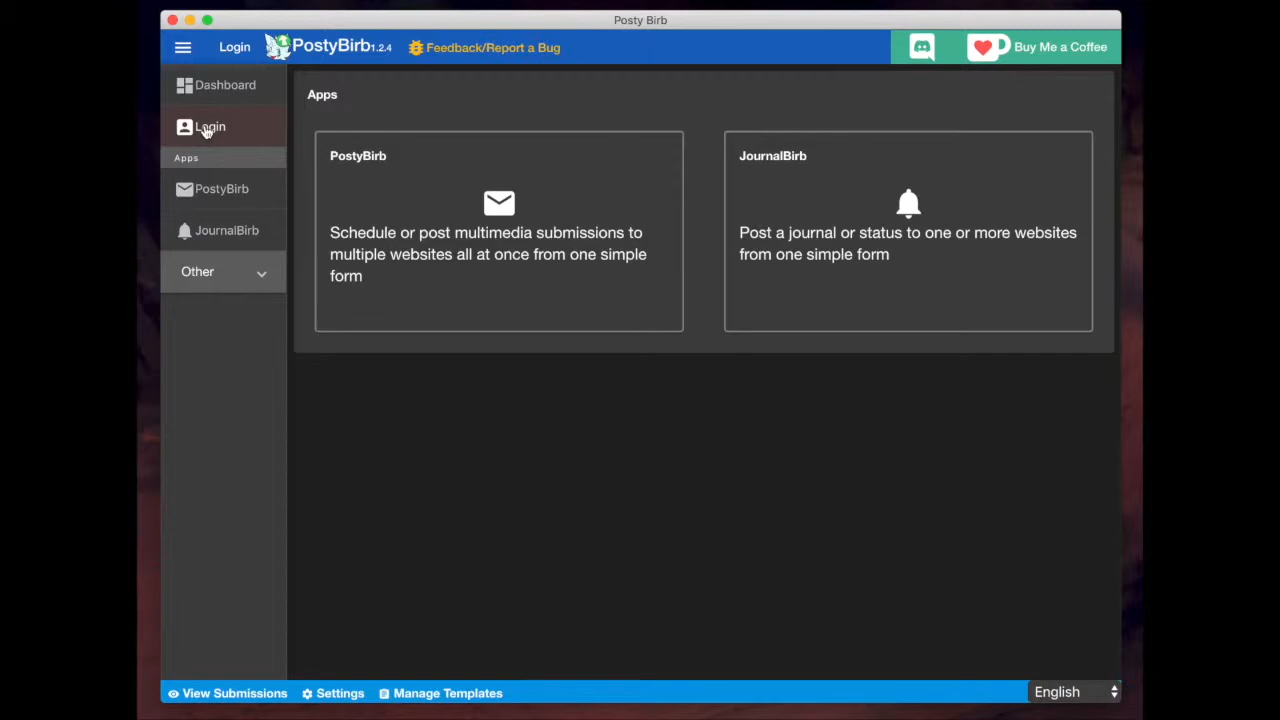 Posty Birb
Login
PostyBirb 1.2.4
Feedback/Report a Bug
Buy Me a Coffee
Dashboard
Login
Apps
PostyBirb
JournalBirb
Other
Apps
PostyBirb
Schedule or post multimedia submissions to
multiple websites all at once from one simple
form
JournalBirb
Post a journal or status to one or more websites
from one simple form
View Submissions
Settings
Manage Templates
English